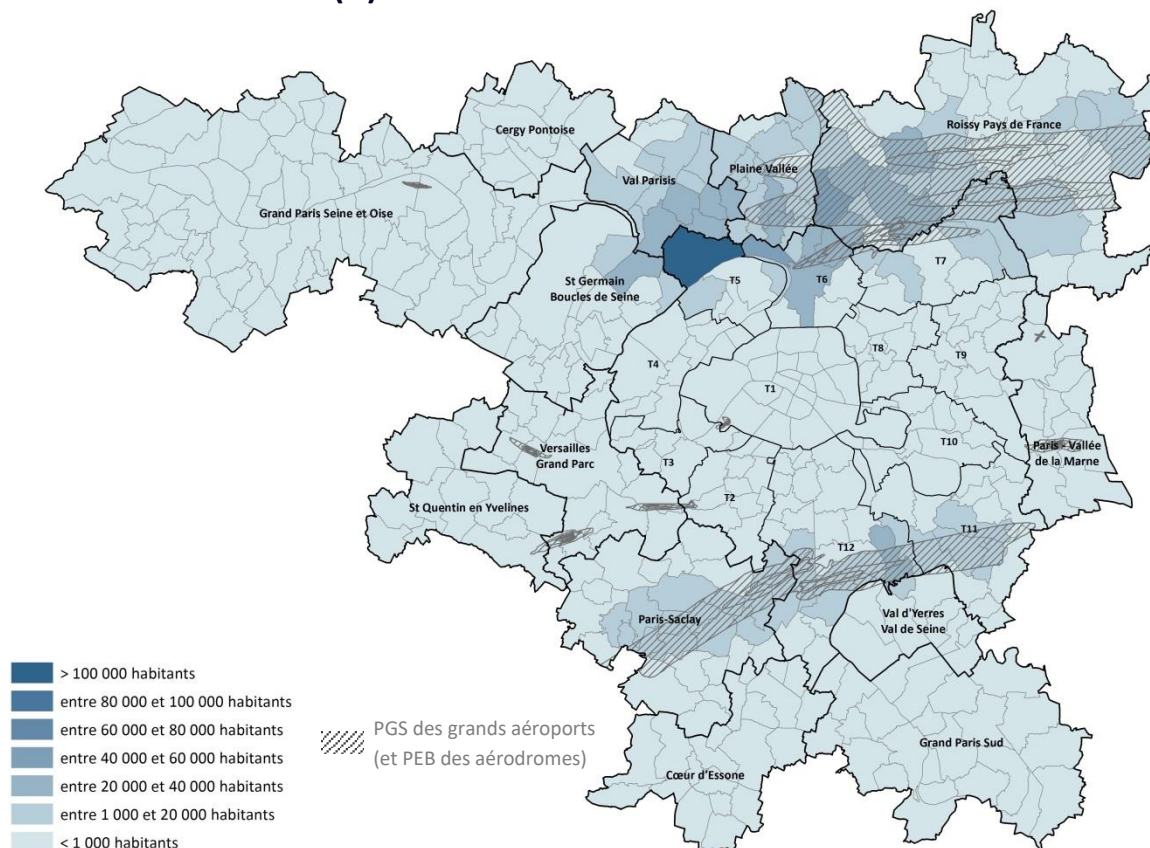 Cergy Pontoise
Roissy Pays de France
Plaine Vallée
Val Parisis
Grand Paris Seine et Oise
T7
St Germain
Boucles de Seine
T5
T6
T8
T9
T4
T1
T10
Versailles
Grand Parc
T3
Paris - Vallée
de la Marne
T2
St Quentin en Yvelines
T11
T12
Paris-Saclay
Val d'Yerres
Val de Seine
> 100 000 habitants
entre 80 000 et 100 000 habitants
entre 60 000 et 80 000 habitants
entre 40 000 et 60 000 habitants
entre 20 000 et 40 000 habitants
entre 1 000 et 20 000 habitants
< 1 000 habitants
PGS des grands aéroports
(et PEB des aérodromes)
Grand Paris Sud
Cœur d'Essone